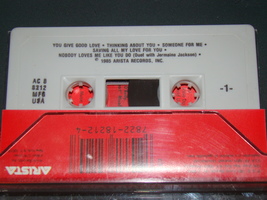 YOU GIVE GOOD LOVE • THINKING ABOUT YOU • SOMEONE FOR ME •
SAVING ALL MY LOVE FOR YOU •
NOBODY LOVES ME LIKE YOU DO (Duet with Jermaine Jackson)
℗ 1985 ARISTA RECORDS, INC.
AC 8
8212
MFG
USA
-1-
ARISTA